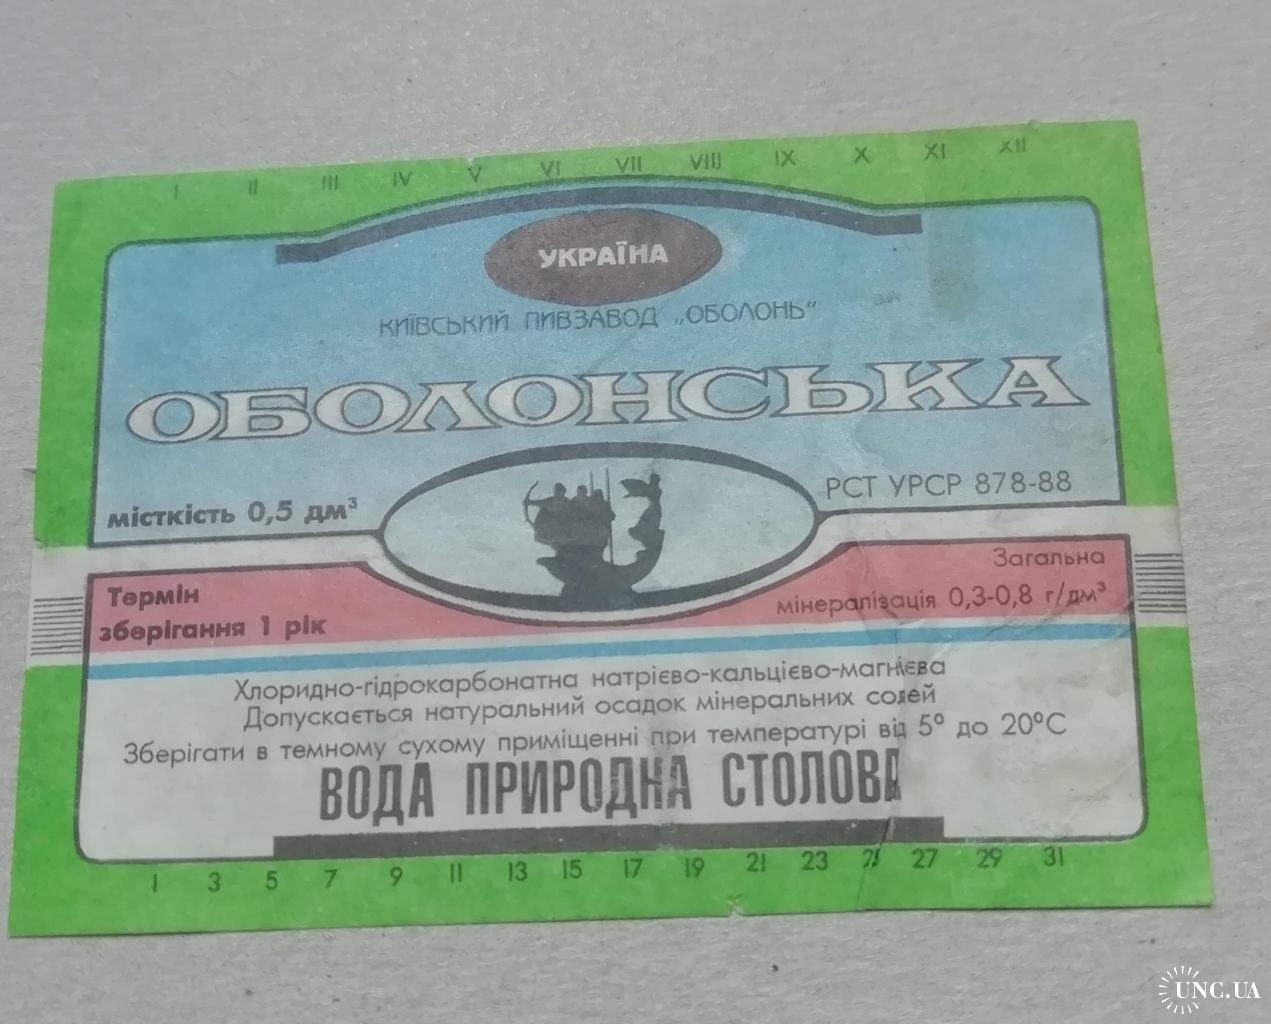 I II III IV V VI VII VIII IX X XI XII
УКРАЇНА
КИЇВСЬКИЙ ПИВЗАВОД „ОБОЛОНЬ"
ОБОЛОНСЬКА
місткість 0,5 дм³
РСТ УРСР 878-88
Термін
зберігання 1 рік
Загальна
мінералізація 0,3-0,8 г/дм³
Хлоридно-гідрокарбонатна натрієво-кальцієво-магнієва
Допускається натуральний осадок мінеральних солей
Зберігати в темному сухому приміщенні при температурі від 5° до 20°С
ВОДА ПРИРОДНА СТОЛОВА
1 3 5 7 9 11 13 15 17 19 21 23 25 27 29 31
UNC.UA